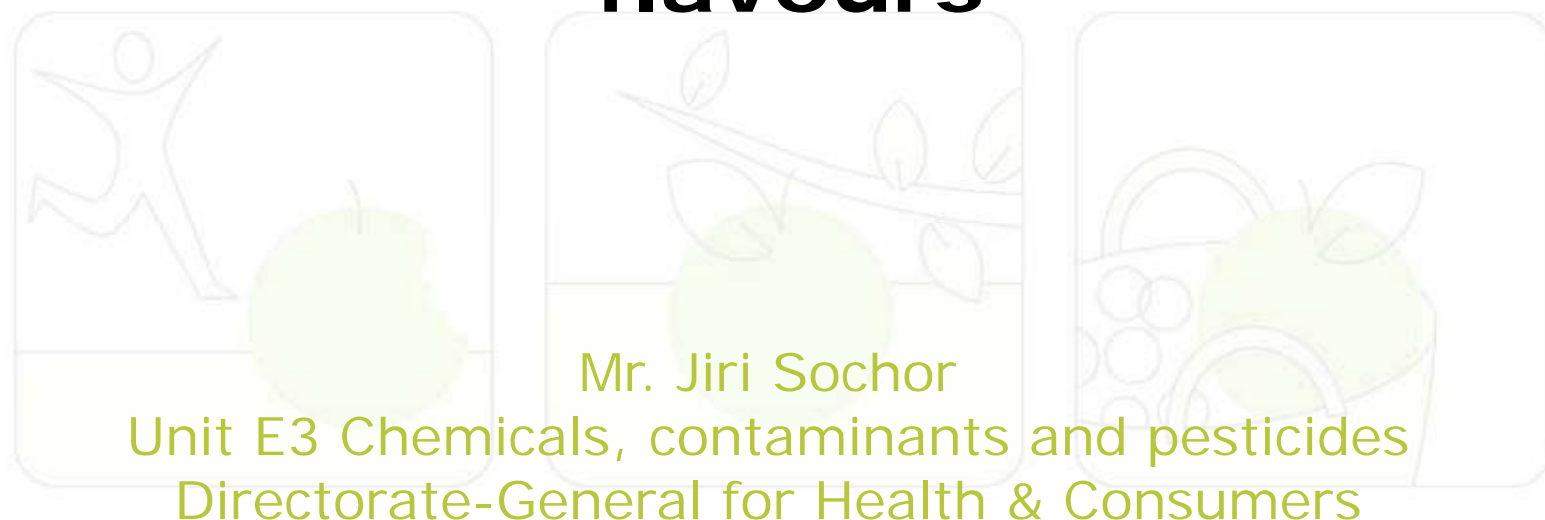 flavours
Mr. Jiri Sochor
Unit E3 Chemicals, contaminants and pesticides
Directorate-General for Health & Consumers